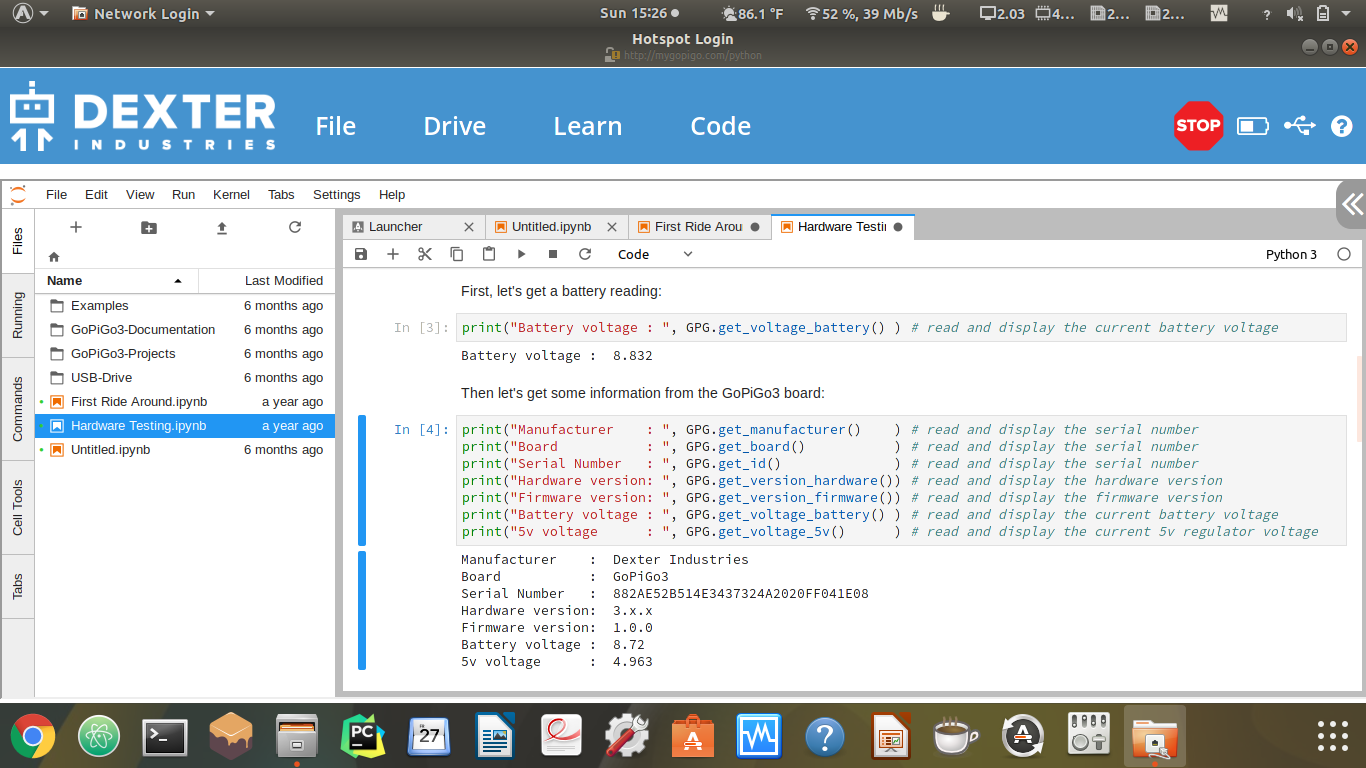 Network Login
Sun 15:26
86.1 °F
52 %, 39 Mb/s
2.03
4...
2...
2...
?
Hotspot Login
http://mygopigo.com/python
DEXTER
INDUSTRIES
File
Drive
Learn
Code
STOP
?
File
Edit
View
Run
Kernel
Tabs
Settings
Help
Files
Running
Commands
Cell Tools
Tabs
Name
Last Modified
Examples 6 months ago
GoPiGo3-Documentation 6 months ago
GoPiGo3-Projects 6 months ago
USB-Drive 6 months ago
First Ride Around.ipynb a year ago
Hardware Testing.ipynb a year ago
Untitled.ipynb 6 months ago
Launcher
Untitled.ipynb
First Ride Arou
Hardware Testi
Code
Python 3
First, let's get a battery reading:
In [3]: print("Battery voltage : ", GPG.get_voltage_battery() ) # read and display the current battery voltage
Battery voltage :  8.832
Then let's get some information from the GoPiGo3 board:
In [4]: print("Manufacturer    : ", GPG.get_manufacturer()    ) # read and display the serial number
print("Board           : ", GPG.get_board()           ) # read and display the serial number
print("Serial Number   : ", GPG.get_id()              ) # read and display the serial number
print("Hardware version: ", GPG.get_version_hardware()) # read and display the hardware version
print("Firmware version: ", GPG.get_version_firmware()) # read and display the firmware version
print("Battery voltage : ", GPG.get_voltage_battery() ) # read and display the current battery voltage
print("5v voltage      : ", GPG.get_voltage_5v()      ) # read and display the current 5v regulator voltage
Manufacturer    :  Dexter Industries
Board           :  GoPiGo3
Serial Number   :  882AE52B514E3437324A2020FF041E08
Hardware version:  3.x.x
Firmware version:  1.0.0
Battery voltage :  8.72
5v voltage      :  4.963
>_
PC
27
?